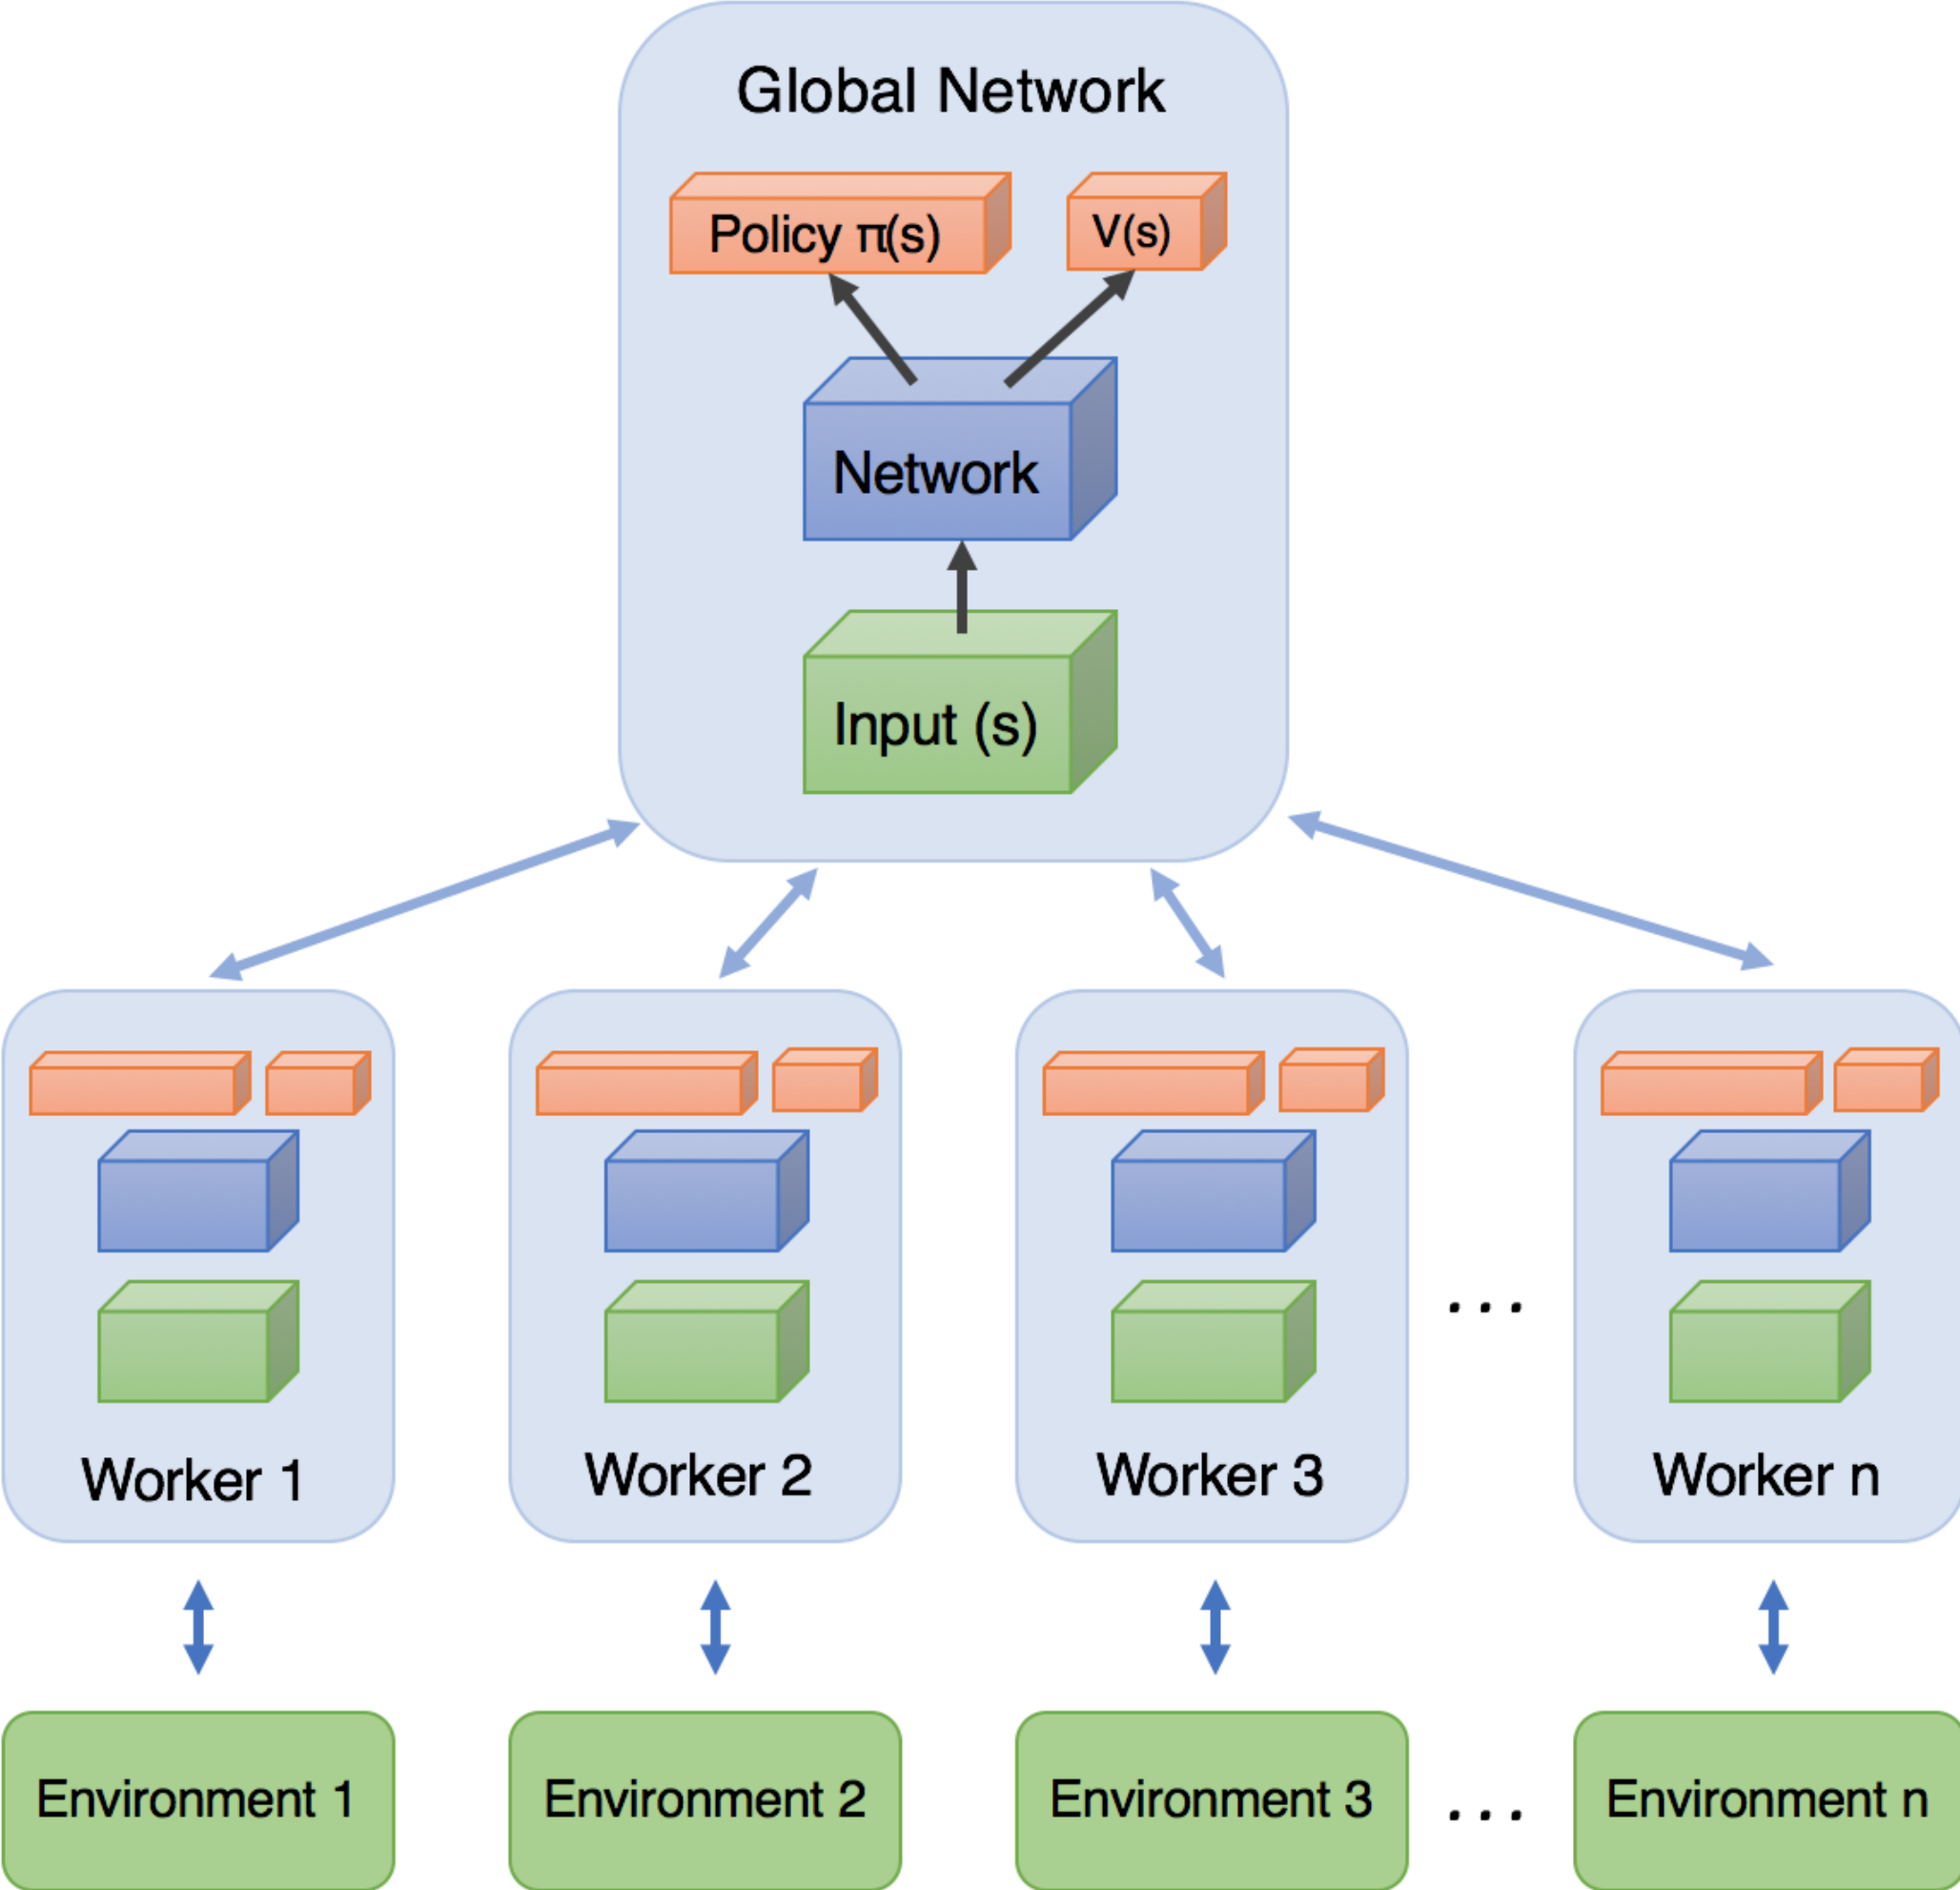 Global Network
Policy π(s)
V(s)
Network
Input (s)
Worker 1
Worker 2
Worker 3
...
Worker n
Environment 1
Environment 2
Environment 3
...
Environment n